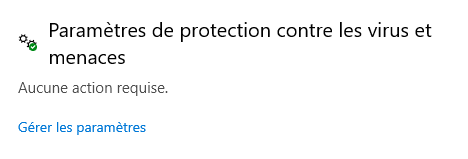 Paramètres de protection contre les virus et
menaces
Aucune action requise.
Gérer les paramètres